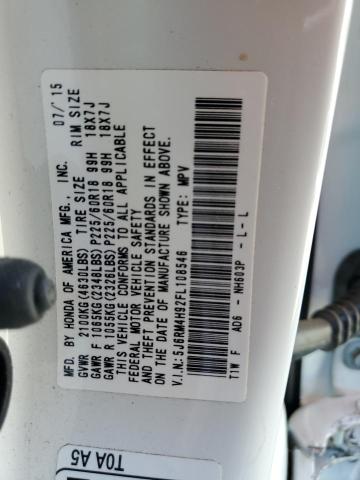 MFD. BY HONDA OF AMERICA MFG., INC. 07/'15
GVWR 2100KG(4630LBS) TIRE SIZE RIM SIZE
GAWR F 1065KG(2348LBS) P225/60R18 99H 18X7J
GAWR R 1055KG(2326LBS) P225/60R18 99H 18X7J
THIS VEHICLE CONFORMS TO ALL APPLICABLE
FEDERAL MOTOR VEHICLE SAFETY
AND THEFT PREVENTION STANDARDS IN EFFECT
ON THE DATE OF MANUFACTURE SHOWN ABOVE.
V.I.N.:5J6RM4H92FL108546 TYPE: MPV
T1W F AD6 - NH603P - L - L
T0A A5